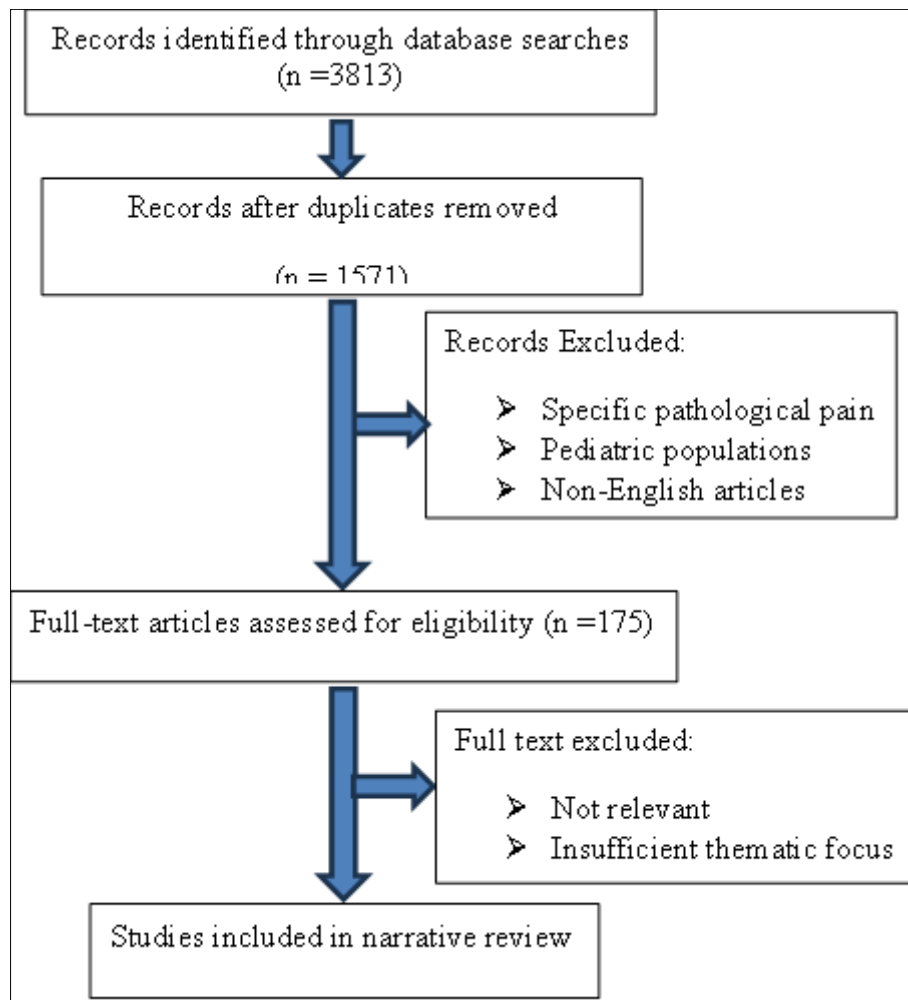 Records identified through database searches
(n =3813)
Records after duplicates removed
(n = 1571)
Records Excluded:
➢ Specific pathological pain
➢ Pediatric populations
➢ Non-English articles
Full-text articles assessed for eligibility (n =175)
Full text excluded:
➢ Not relevant
➢ Insufficient thematic focus
Studies included in narrative review